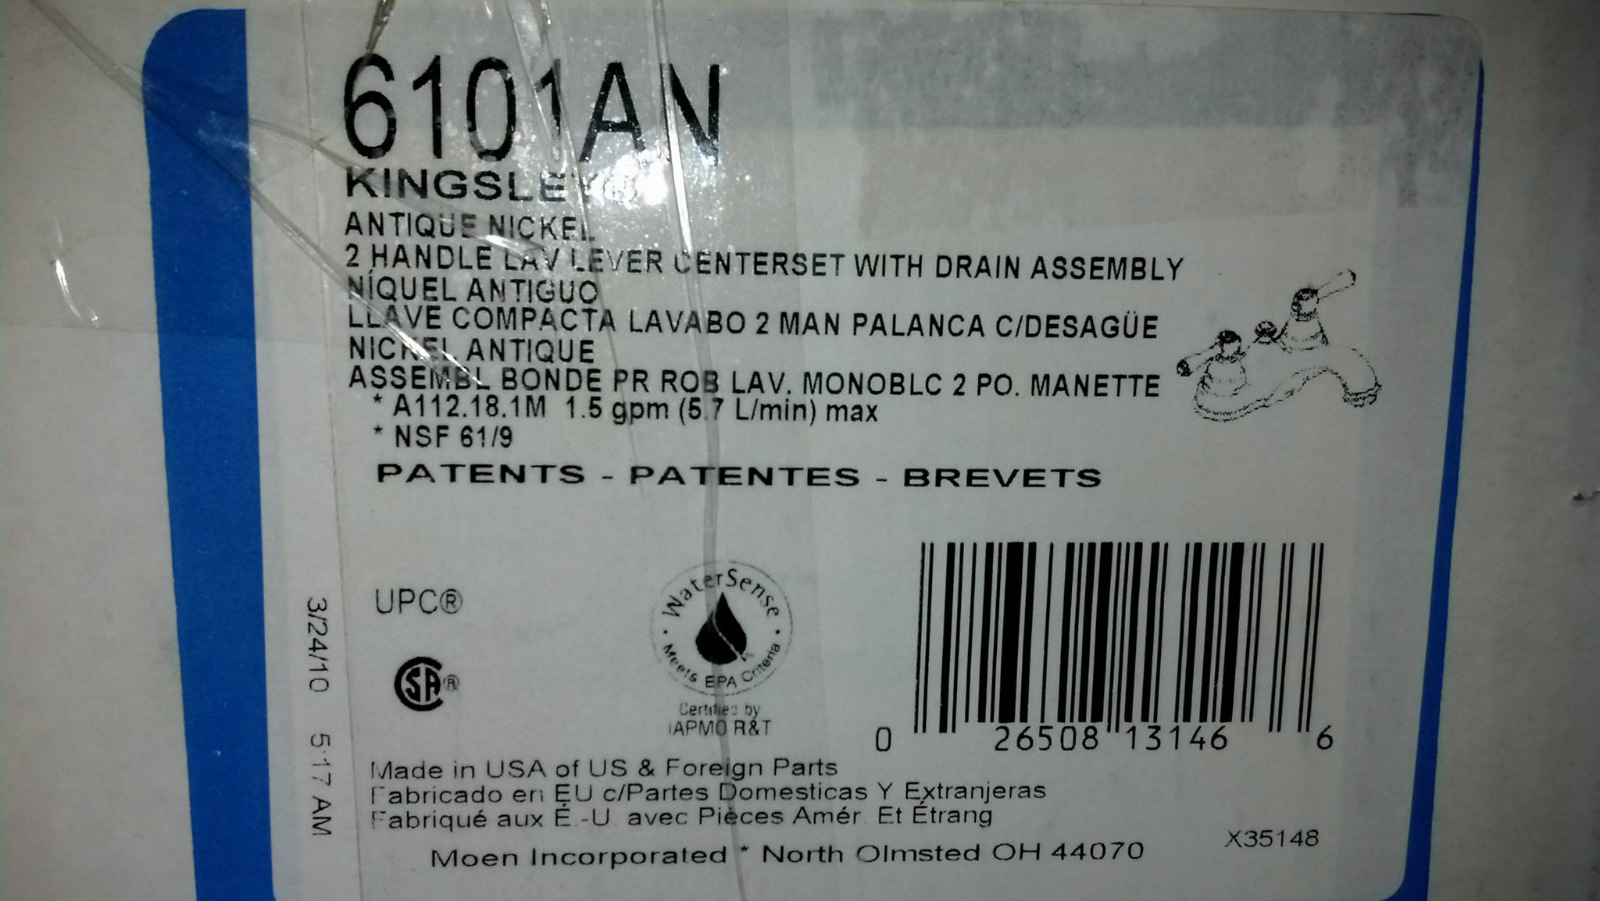 6101AN
KINGSLEY
ANTIQUE NICKEL
2 HANDLE LAV LEVER CENTERSET WITH DRAIN ASSEMBLY
NÍQUEL ANTIGUO
LLAVE COMPACTA LAVABO 2 MAN PALANCA C/DESAGÜE
NICKEL ANTIQUE
ASSEMBL BONDE PR ROB LAV. MONOBLC 2 PO. MANETTE
* A112.18.1M 1.5 gpm (5.7 L/min) max
* NSF 61/9
PATENTS - PATENTES - BREVETS
UPC®
WaterSense
Meets EPA Criteria
Certified by
IAPMO R&T
SA®
0 26508 13146 6
3/24/10 5:17 AM
Made in USA of US & Foreign Parts
Fabricado en EU c/Partes Domesticas Y Extranjeras
Fabriqué aux É.-U. avec Pièces Amér. Et Étrang
X35148
Moen Incorporated * North Olmsted OH 44070